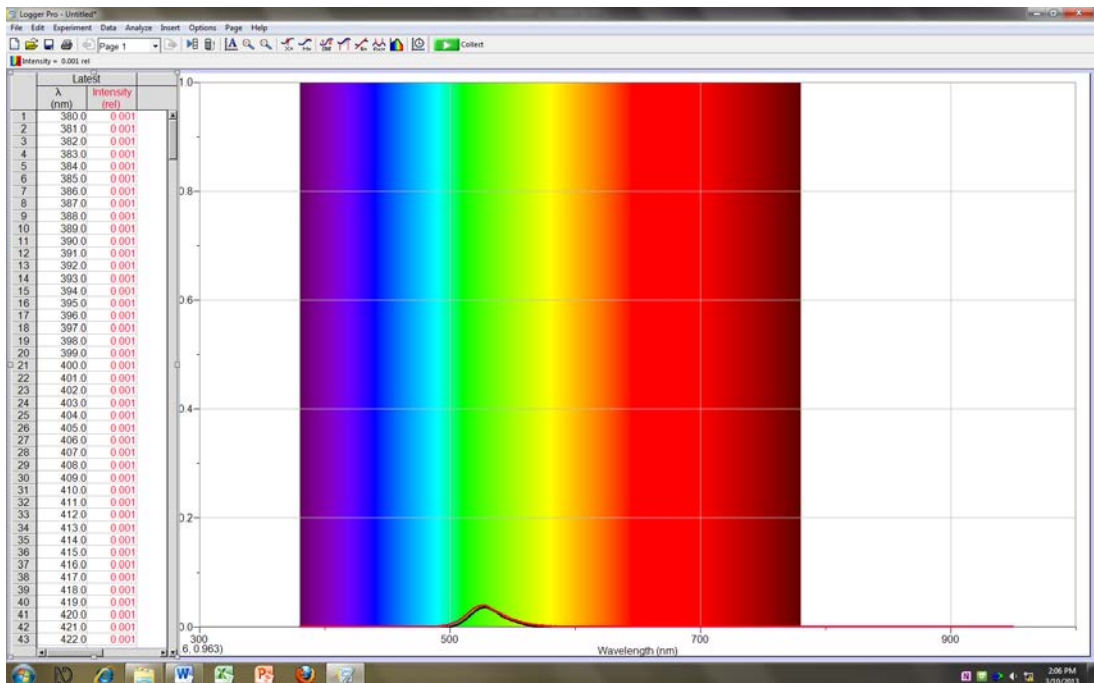 Logger Pro - Untitled*
File Edit Experiment Data Analyze Insert Options Page Help
Page 1 Collect
Intensity = 0.001 rel
Latest
λ Intensity
(nm) (rel)
1 380.0 0.001
2 381.0 0.001
3 382.0 0.001
4 383.0 0.001
5 384.0 0.001
6 385.0 0.001
7 386.0 0.001
8 387.0 0.001
9 388.0 0.001
10 389.0 0.001
11 390.0 0.001
12 391.0 0.001
13 392.0 0.001
14 393.0 0.001
15 394.0 0.001
16 395.0 0.001
17 396.0 0.001
18 397.0 0.001
19 398.0 0.001
20 399.0 0.001
21 400.0 0.001
22 401.0 0.001
23 402.0 0.001
24 403.0 0.001
25 404.0 0.001
26 405.0 0.001
27 406.0 0.001
28 407.0 0.001
29 408.0 0.001
30 409.0 0.001
31 410.0 0.001
32 411.0 0.001
33 412.0 0.001
34 413.0 0.001
35 414.0 0.001
36 415.0 0.001
37 416.0 0.001
38 417.0 0.001
39 418.0 0.001
40 419.0 0.001
41 420.0 0.001
42 421.0 0.001
43 422.0 0.001
1.0
0.8
0.6
0.4
0.2
0.0
300 500 700 900
6, 0.963)
Wavelength (nm)
2:06 PM
3/10/2013